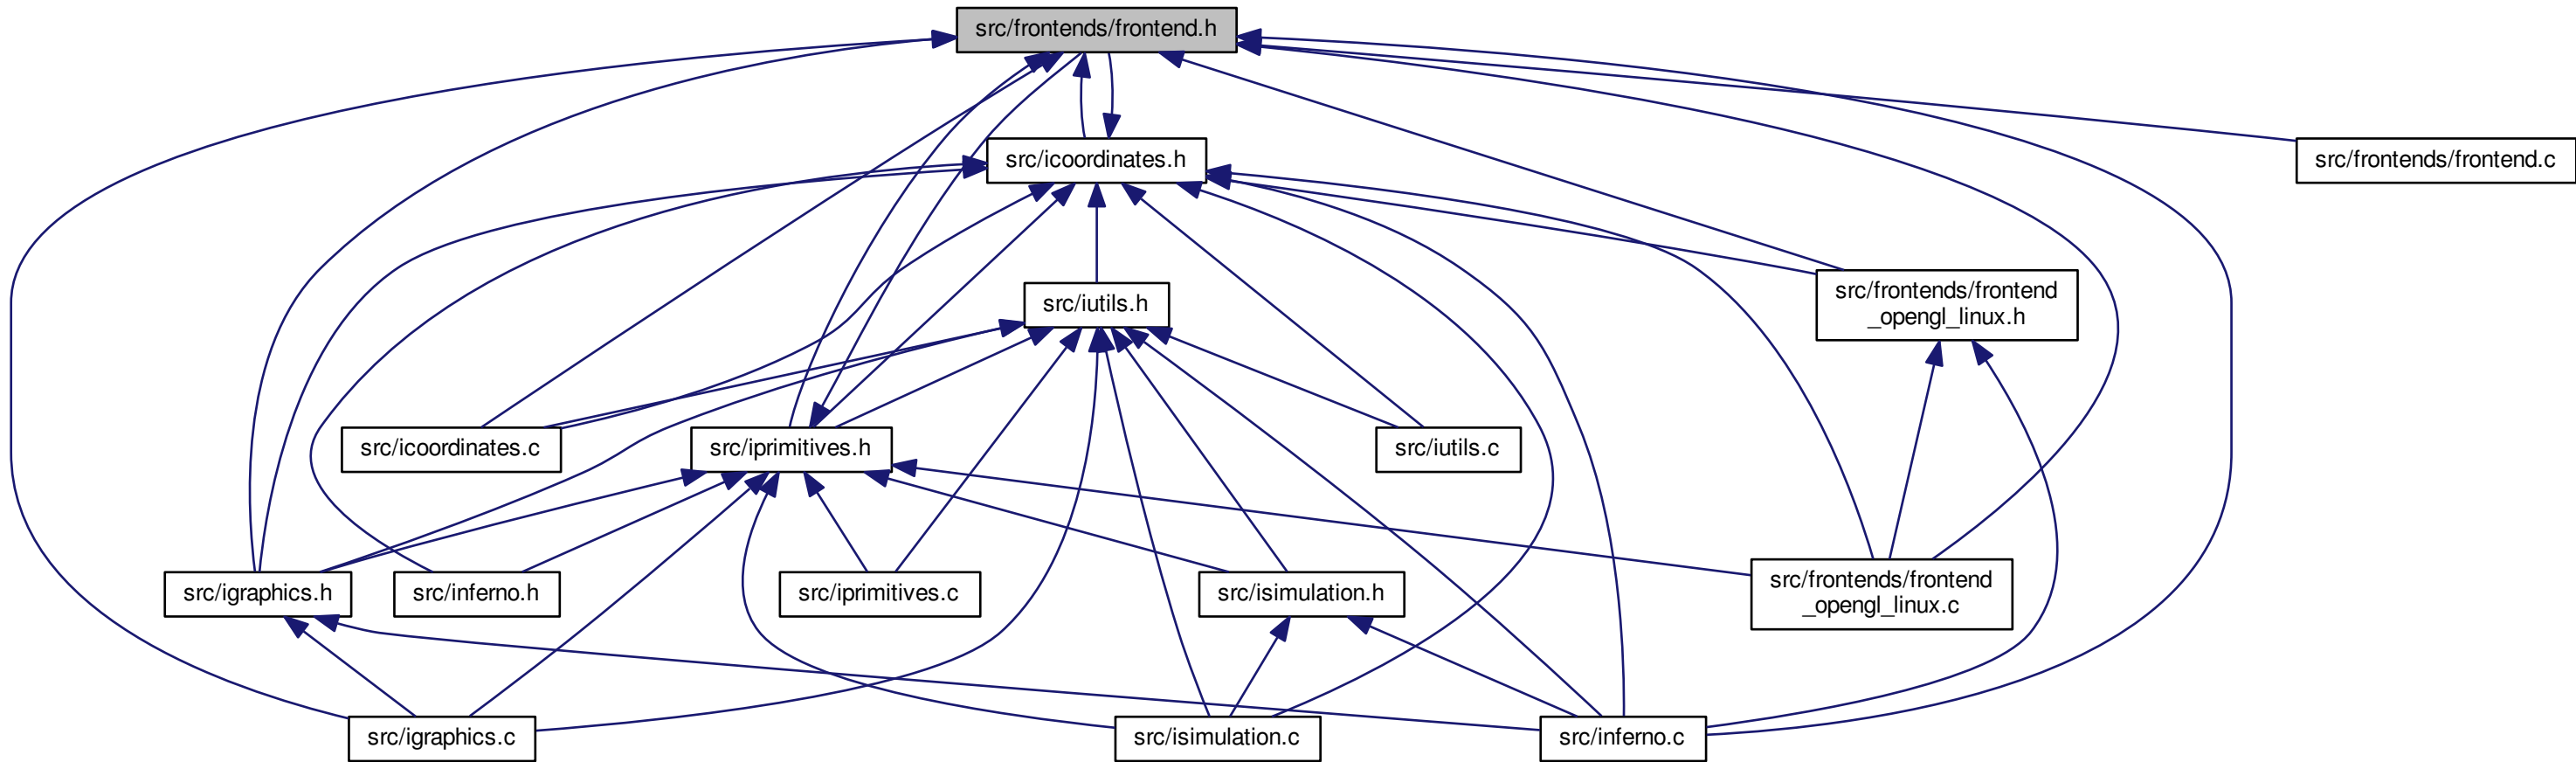 src/frontends/frontend.h
src/icoordinates.h
src/frontends/frontend.c
src/iutils.h
src/frontends/frontend
_opengl_linux.h
src/icoordinates.c
src/iprimitives.h
src/iutils.c
src/igraphics.h
src/inferno.h
src/iprimitives.c
src/isimulation.h
src/frontends/frontend
_opengl_linux.c
src/igraphics.c
src/isimulation.c
src/inferno.c